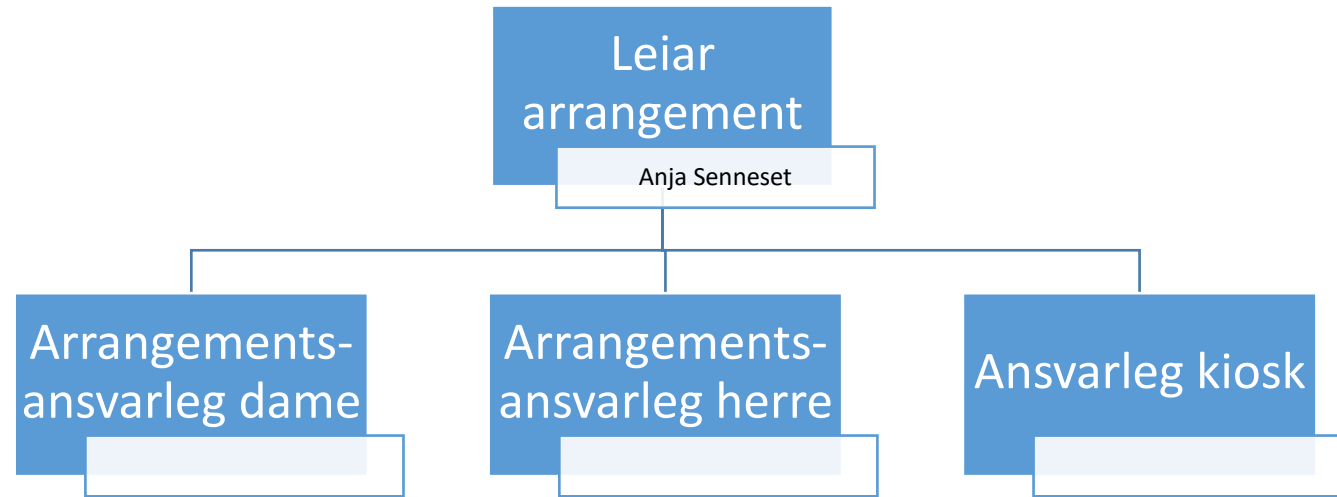 Leiar
arrangement
Anja Senneset
Arrangements-
ansvarleg dame
Arrangements-
ansvarleg herre
Ansvarleg kiosk